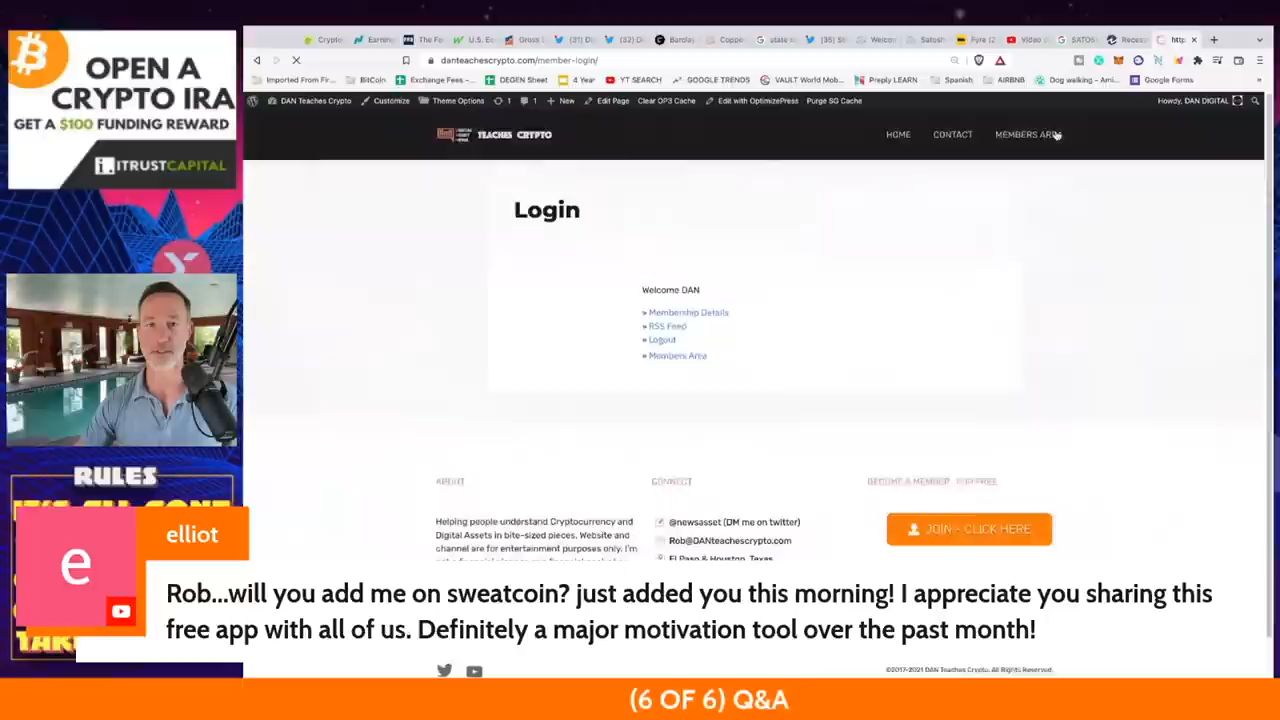 OPEN A
CRYPTO IRA
GET A $100 FUNDING REWARD
iTRUSTCAPITAL
danteachescrypto.com/member-login/
Imported From Fir... BitCoin Exchange Fees... DEGEN Sheet 4 Year YT SEARCH GOOGLE TRENDS VAULT World Mob... Preply LEARN Spanish AIRBNB Dog walking - Ami... Google Forms
DAN Teaches Crypto Customize Theme Options 1 1 New Edit Page Clear OP3 Cache Edit with OptimizePress Purge SG Cache Howdy, DAN DIGITAL
TEACHES CRYPTO
HOME CONTACT MEMBERS AREA
Login
Welcome DAN
» Membership Details
» RSS Feed
» Logout
» Members Area
ABOUT CONNECT BECOME A MEMBER
Helping people understand Cryptocurrency and
Digital Assets in bite-sized pieces. Website and
channel are for entertainment purposes only. I'm
@newsasset (DM me on twitter)
Rob@DANteachescrypto.com
El Paso & Houston, Texas
JOIN - CLICK HERE
RULES
e
elliot
Rob...will you add me on sweatcoin? just added you this morning! I appreciate you sharing this
free app with all of us. Definitely a major motivation tool over the past month!
©2017-2021 DAN Teaches Crypto. All Rights Reserved.
(6 OF 6) Q&A